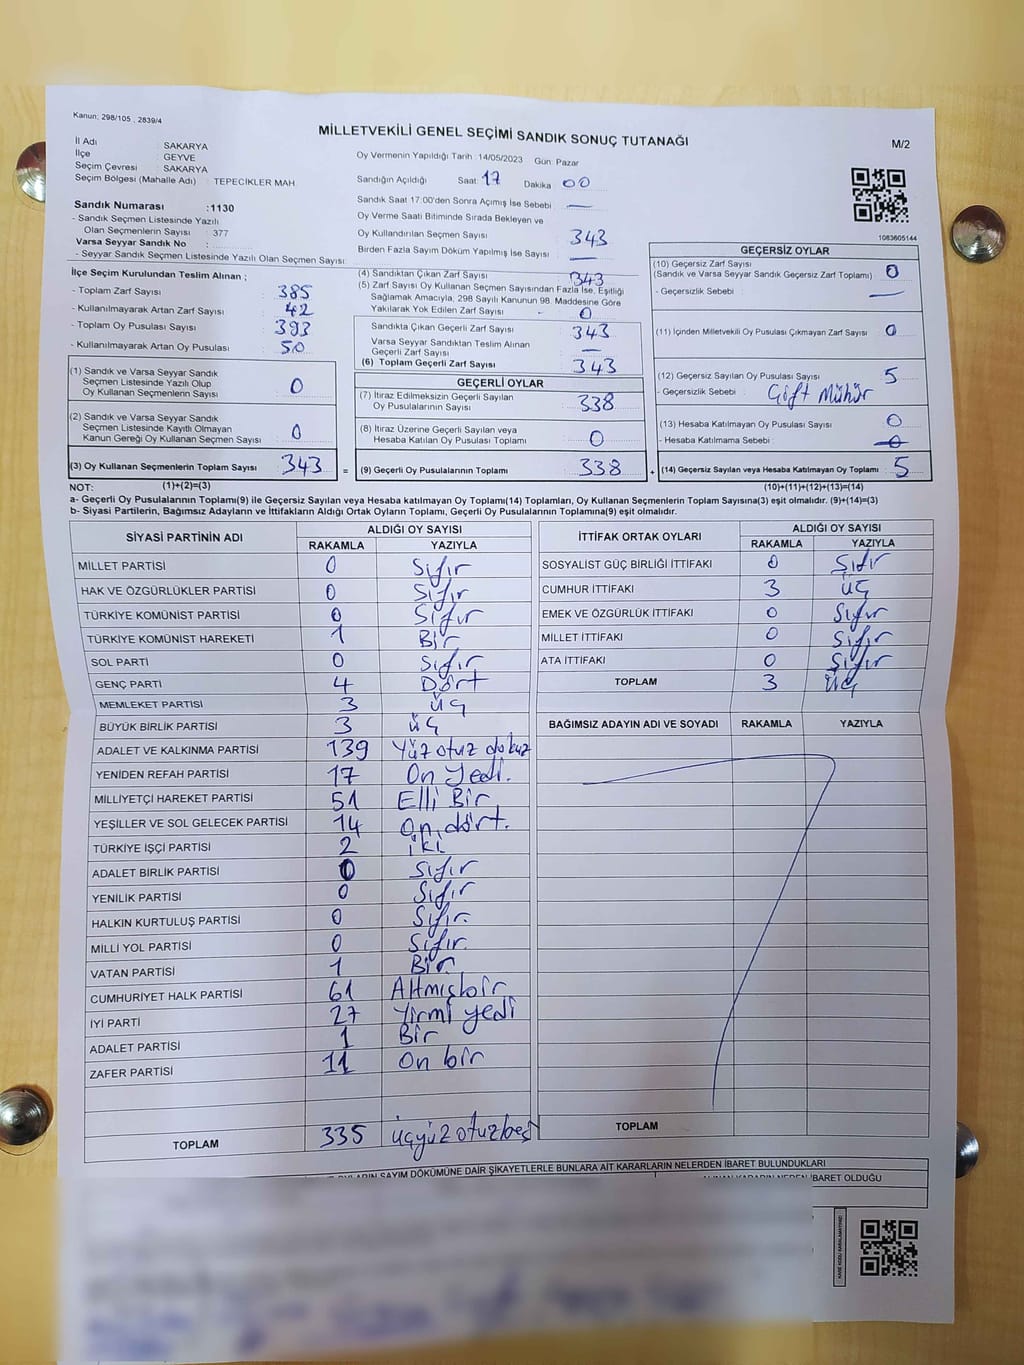 Kanun: 298/105 , 2839/4
MİLLETVEKİLİ GENEL SEÇİMİ SANDIK SONUÇ TUTANAĞI
M/2
İl Adı : SAKARYA
İlçe : GEYVE
Seçim Çevresi : SAKARYA
Seçim Bölgesi (Mahalle Adı) : TEPECİKLER MAH.
Sandık Numarası :1130
- Sandık Seçmen Listesinde Yazılı
Olan Seçmenlerin Sayısı : 377
Varsa Seyyar Sandık No :
- Seyyar Sandık Seçmen Listesinde Yazılı Olan Seçmen Sayısı:
Oy Vermenin Yapıldığı Tarih : 14/05/2023 Gün: Pazar
Sandığın Açıldığı Saat: 17 Dakika 00
Sandık Saat 17:00'den Sonra Açımış İse Sebebi —
Oy Verme Saati Bitiminde Sırada Bekleyen ve
Oy Kullandırılan Seçmen Sayısı 343
Birden Fazla Sayım Döküm Yapılmış İse Sayısı —
1083605144
İlçe Seçim Kurulundan Teslim Alınan ;
- Toplam Zarf Sayısı : 385
- Kullanılmayarak Artan Zarf Sayısı : 42
- Toplam Oy Pusulası Sayısı : 393
- Kullanılmayarak Artan Oy Pusulası : 50
(4) Sandıktan Çıkan Zarf Sayısı 343
(5) Zarf Sayısı Oy Kullanan Seçmen Sayısından Fazla İse, Eşitliği
Sağlamak Amacıyla, 298 Sayılı Kanunun 98. Maddesine Göre
Yakılarak Yok Edilen Zarf Sayısı - 0
Sandıkta Çıkan Geçerli Zarf Sayısı 343
Varsa Seyyar Sandıktan Teslim Alınan
Geçerli Zarf Sayısı —
(6) Toplam Geçerli Zarf Sayısı 343
GEÇERSİZ OYLAR
(10) Geçersiz Zarf Sayısı
(Sandık ve Varsa Seyyar Sandık Geçersiz Zarf Toplamı) 0
- Geçersizlik Sebebi : —
(11) İçinden Milletvekili Oy Pusulası Çıkmayan Zarf Sayısı 0
(12) Geçersiz Sayılan Oy Pusulası Sayısı 5
- Geçersizlik Sebebi : Çift Mühür
(13) Hesaba Katılmayan Oy Pusulası Sayısı 0
- Hesaba Katılmama Sebebi : 0
(14) Geçersiz Sayılan veya Hesaba Katılmayan Oy Toplamı 5
(10)+(11)+(12)+(13)=(14)
(1) Sandık ve Varsa Seyyar Sandık
Seçmen Listesinde Yazılı Olup
Oy Kullanan Seçmenlerin Sayısı 0
(2) Sandık ve Varsa Seyyar Sandık
Seçmen Listesinde Kayıtlı Olmayan
Kanun Gereği Oy Kullanan Seçmen Sayısı 0
(3) Oy Kullanan Seçmenlerin Toplam Sayısı 343 =
GEÇERLİ OYLAR
(7) İtiraz Edilmeksizin Geçerli Sayılan
Oy Pusulalarının Sayısı 338
(8) İtiraz Üzerine Geçerli Sayılan veya
Hesaba Katılan Oy Pusulası Toplamı 0
(9) Geçerli Oy Pusulalarının Toplamı 338 +
NOT: (1)+(2)=(3)
a- Geçerli Oy Pusulalarının Toplamı(9) ile Geçersiz Sayılan veya Hesaba katılmayan Oy Toplamı(14) Toplamları, Oy Kullanan Seçmenlerin Toplam Sayısına(3) eşit olmalıdır. (9)+(14)=(3)
b- Siyasi Partilerin, Bağımsız Adayların ve İttifakların Aldığı Ortak Oyların Toplamı, Geçerli Oy Pusulalarının Toplamına(9) eşit olmalıdır.
SİYASİ PARTİNİN ADI ALDIĞI OY SAYISI
RAKAMLA YAZIYLA
MİLLET PARTİSİ 0 Sıfır
HAK VE ÖZGÜRLÜKLER PARTİSİ 0 Sıfır
TÜRKİYE KOMÜNİST PARTİSİ 0 Sıfır
TÜRKİYE KOMÜNİST HAREKETİ 1 Bir
SOL PARTİ 0 Sıfır
GENÇ PARTİ 4 Dört
MEMLEKET PARTİSİ 3 üç
BÜYÜK BİRLİK PARTİSİ 3 üç
ADALET VE KALKINMA PARTİSİ 139 Yüz otuz dokuz
YENİDEN REFAH PARTİSİ 17 On Yedi.
MİLLİYETÇİ HAREKET PARTİSİ 51 Elli Bir
YEŞİLLER VE SOL GELECEK PARTİSİ 14 on dört.
TÜRKİYE İŞÇİ PARTİSİ 2 iki
ADALET BİRLİK PARTİSİ 0 Sıfır
YENİLİK PARTİSİ 0 Sıfır
HALKIN KURTULUŞ PARTİSİ 0 Sıfır.
MİLLİ YOL PARTİSİ 0 Sıfır.
VATAN PARTİSİ 1 Bir
CUMHURİYET HALK PARTİSİ 61 Altmışbir
İYİ PARTİ 27 Yirmi yedi
ADALET PARTİSİ 1 Bir
ZAFER PARTİSİ 11 On bir
TOPLAM 335 üçyüz otuzbeş
İTTİFAK ORTAK OYLARI ALDIĞI OY SAYISI
RAKAMLA YAZIYLA
SOSYALİST GÜÇ BİRLİĞİ İTTİFAKI 0 Sıfır
CUMHUR İTTİFAKI 3 üç
EMEK VE ÖZGÜRLÜK İTTİFAKI 0 Sıfır
MİLLET İTTİFAKI 0 Sıfır
ATA İTTİFAKI 0 Sıfır
TOPLAM 3 üç
BAĞIMSIZ ADAYIN ADI VE SOYADI RAKAMLA YAZIYLA
TOPLAM
OYLARIN SAYIM DÖKÜMÜNE DAİR ŞİKAYETLERLE BUNLARA AİT KARARLARIN NELERDEN İBARET BULUNDUKLARI
ALINAN KARARIN NEDEN İBARET OLDUĞU